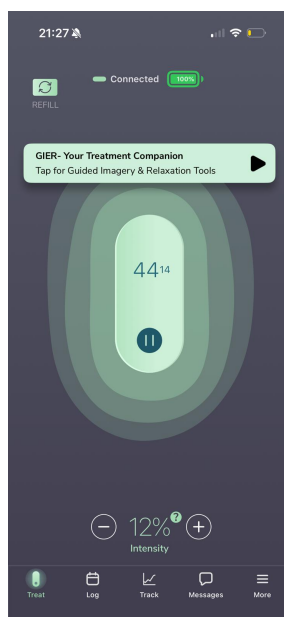 21:27
Connected 100%
REFILL
GIER- Your Treatment Companion
Tap for Guided Imagery & Relaxation Tools
4414
12% ?
Intensity
Treat Log Track Messages More